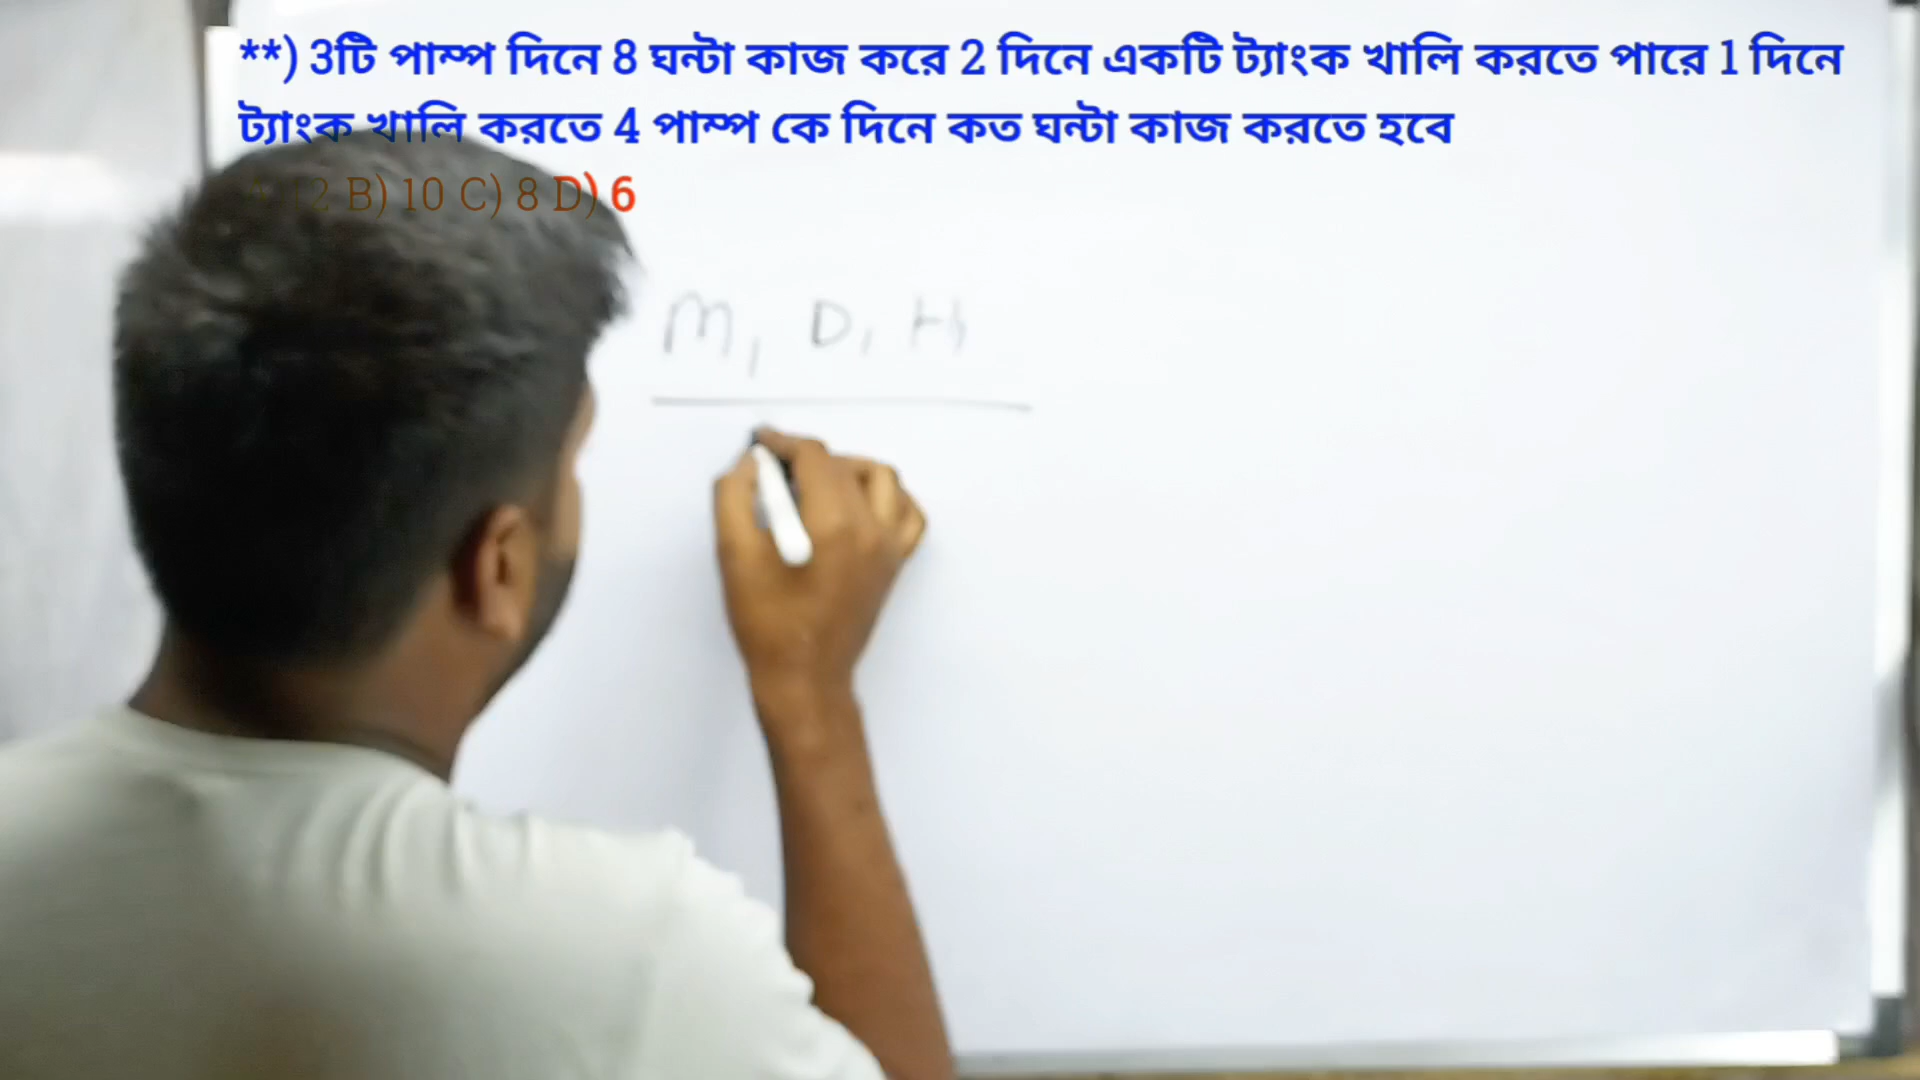 **) 3টি পাম্প দিনে 8 ঘন্টা কাজ করে 2 দিনে একটি ট্যাংক খালি করতে পারে 1 দিনে
ট্যাংক খালি করতে 4 পাম্প কে দিনে কত ঘন্টা কাজ করতে হবে
12 B) 10 C) 8 D) 6
M₁ D₁ H₁